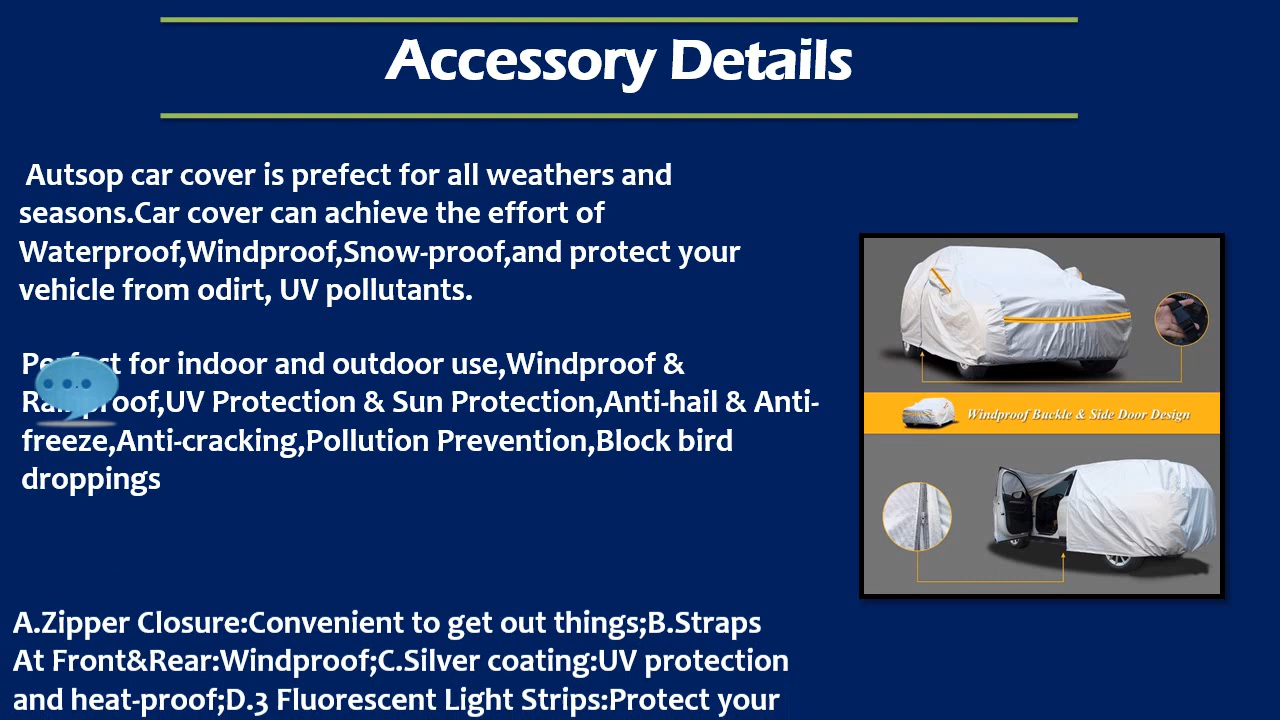 Accessory Details
Autsop car cover is prefect for all weathers and
seasons.Car cover can achieve the effort of
Waterproof,Windproof,Snow-proof,and protect your
vehicle from odirt, UV pollutants.
Perfect for indoor and outdoor use,Windproof &
Rainproof,UV Protection & Sun Protection,Anti-hail & Anti-
freeze,Anti-cracking,Pollution Prevention,Block bird
droppings
Windproof Buckle & Side Door Design
A.Zipper Closure:Convenient to get out things;B.Straps
At Front&Rear:Windproof;C.Silver coating:UV protection
and heat-proof;D.3 Fluorescent Light Strips:Protect your